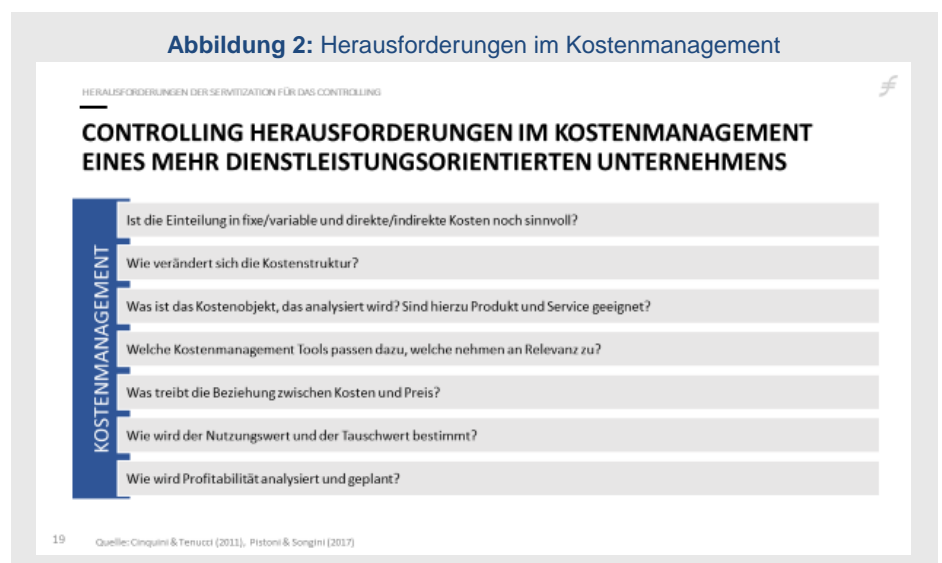 Abbildung 2: Herausforderungen im Kostenmanagement
HERAUSFORDERUNGEN DER SERVITIZATION FÜR DAS CONTROLLING
CONTROLLING HERAUSFORDERUNGEN IM KOSTENMANAGEMENT
EINES MEHR DIENSTLEISTUNGSORIENTIERTEN UNTERNEHMENS
KOSTENMANAGEMENT
Ist die Einteilung in fixe/variable und direkte/indirekte Kosten noch sinnvoll?
Wie verändert sich die Kostenstruktur?
Was ist das Kostenobjekt, das analysiert wird? Sind hierzu Produkt und Service geeignet?
Welche Kostenmanagement Tools passen dazu, welche nehmen an Relevanz zu?
Was treibt die Beziehung zwischen Kosten und Preis?
Wie wird der Nutzungswert und der Tauschwert bestimmt?
Wie wird Profitabilität analysiert und geplant?
19
Quelle: Cinquini & Tenucci (2011), Pistoni & Songini (2017)